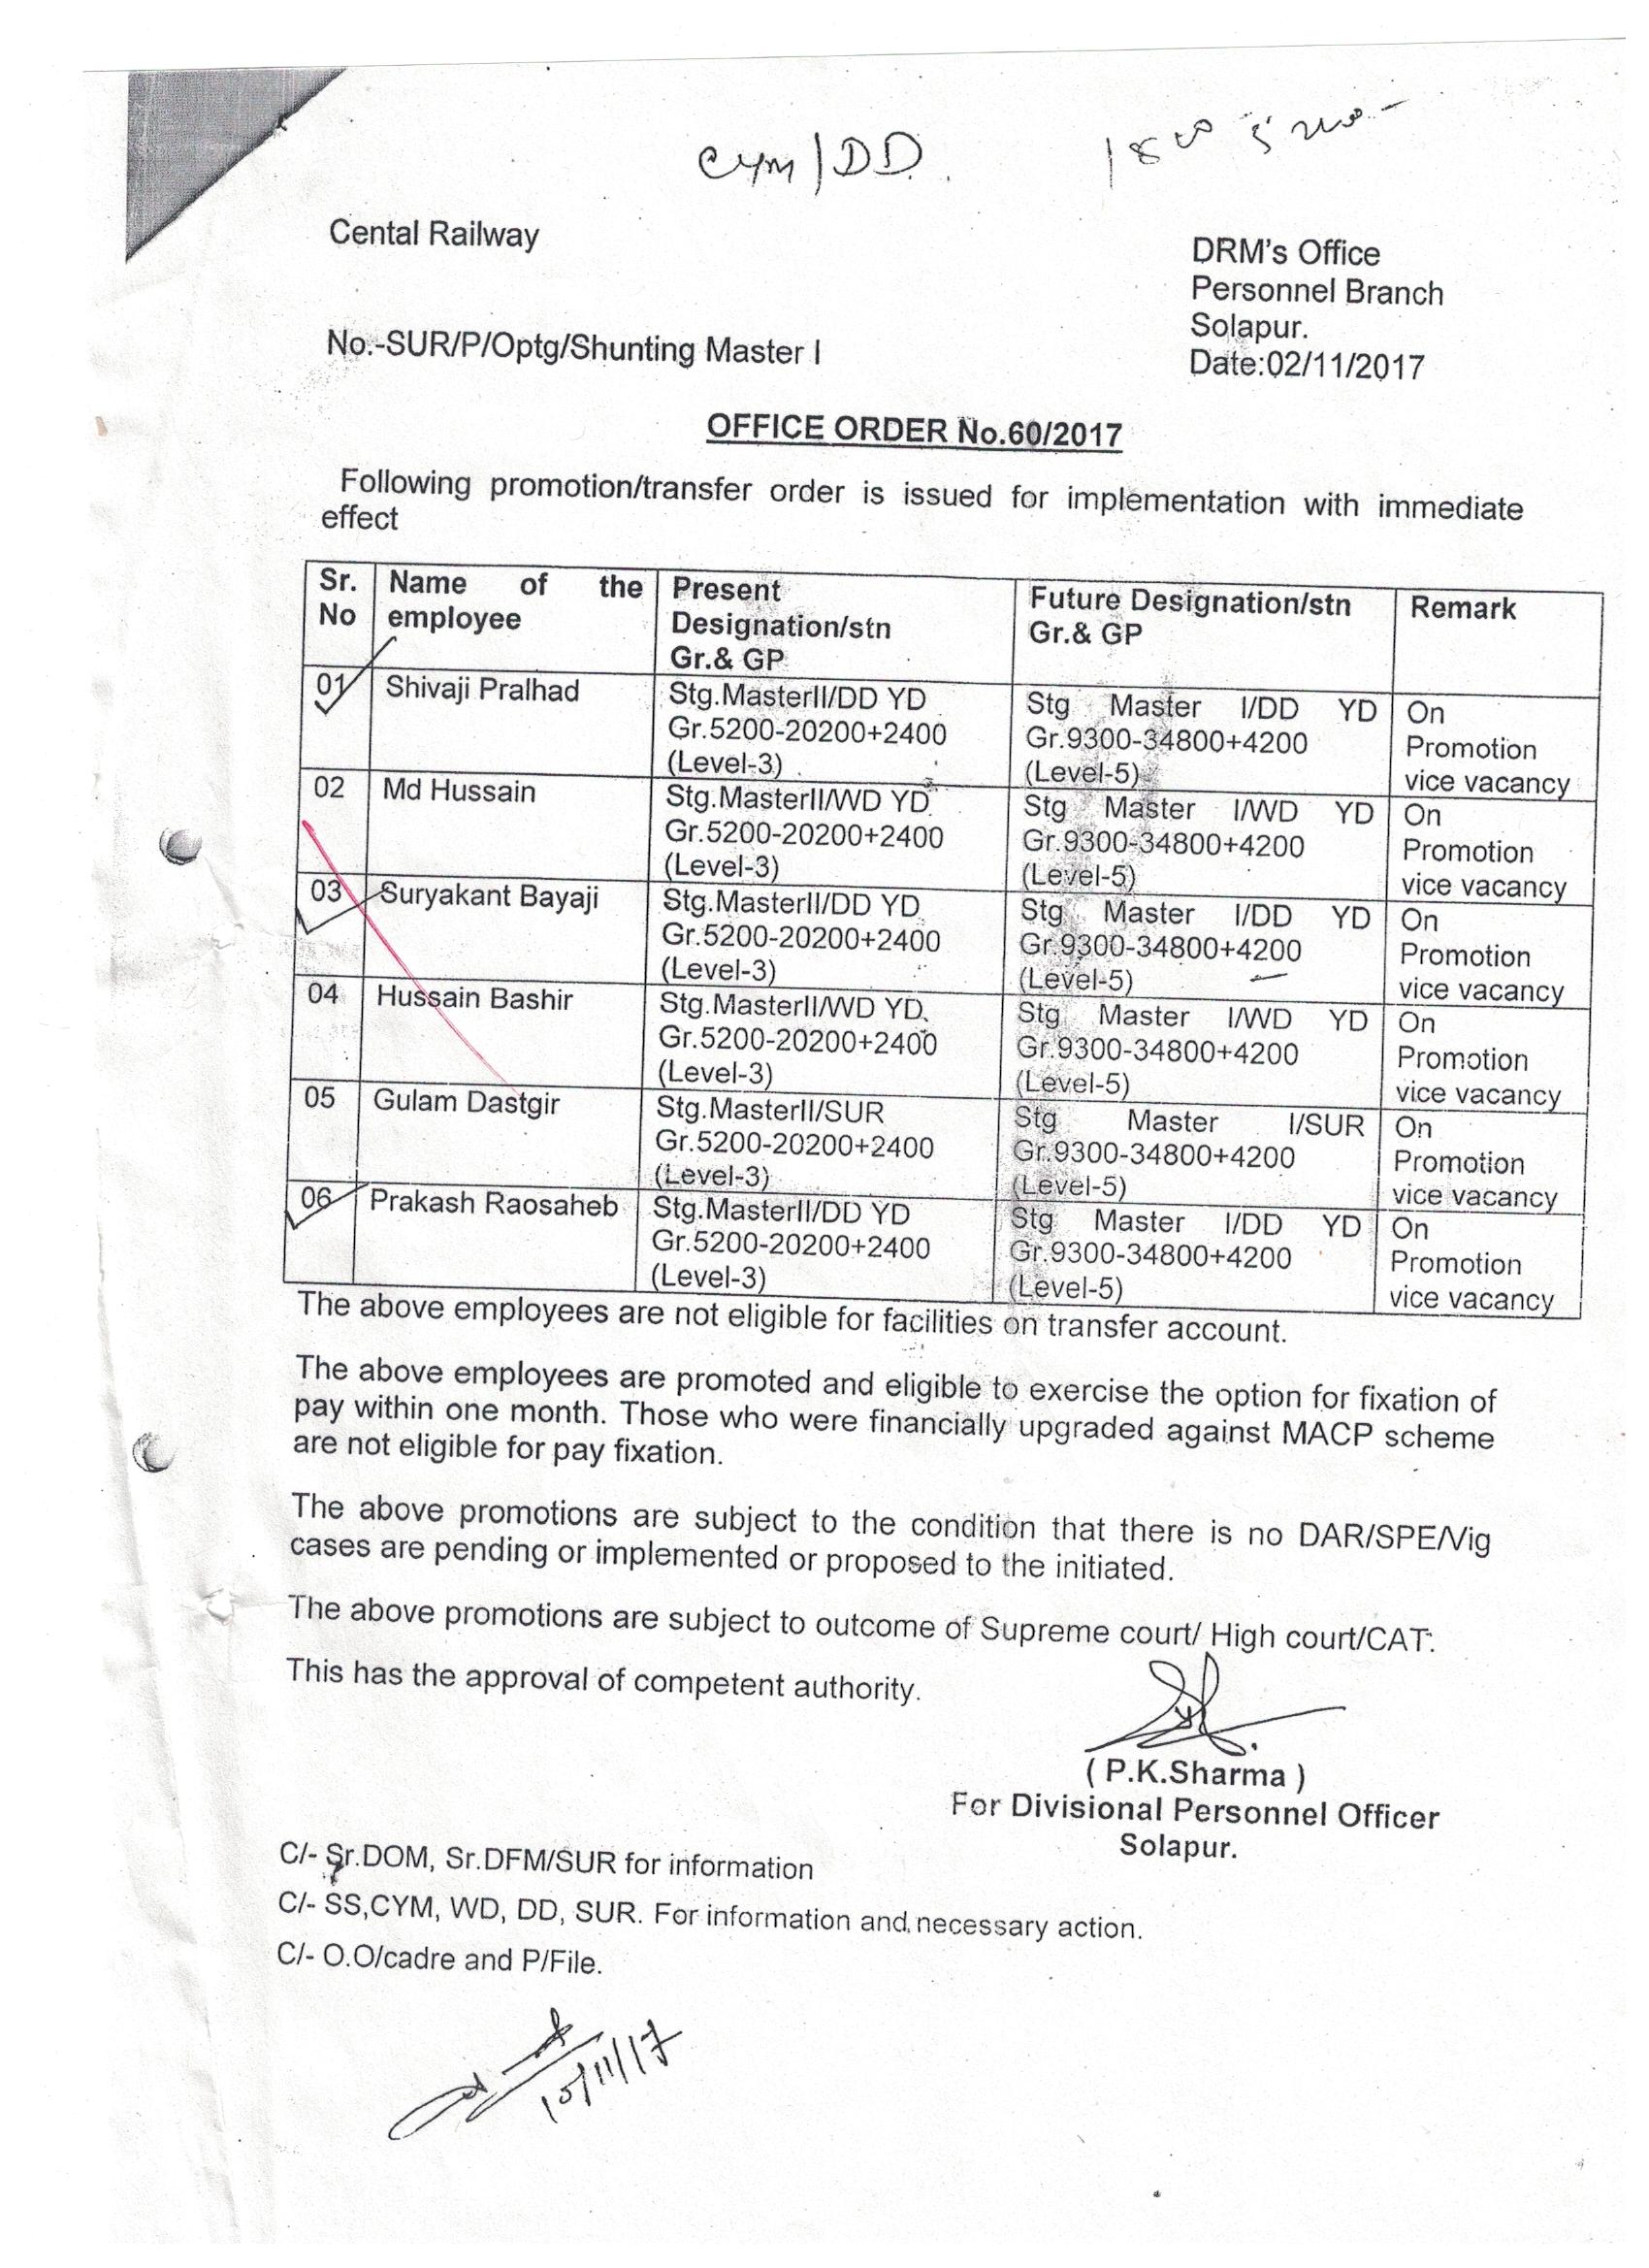 Cym/DD.
Cental Railway
DRM's Office
Personnel Branch
Solapur.
No.-SUR/P/Optg/Shunting Master I
Date:02/11/2017
OFFICE ORDER No.60/2017
Following promotion/transfer order is issued for implementation with immediate
effect
Sr. No | Name of the employee | Present Designation/stn Gr.& GP | Future Designation/stn Gr.& GP | Remark
01 | Shivaji Pralhad | Stg.MasterII/DD YD Gr.5200-20200+2400 (Level-3) | Stg Master I/DD YD Gr.9300-34800+4200 (Level-5) | On Promotion vice vacancy
02 | Md Hussain | Stg.MasterII/WD YD Gr.5200-20200+2400 (Level-3) | Stg Master I/WD YD Gr.9300-34800+4200 (Level-5) | On Promotion vice vacancy
03 | Suryakant Bayaji | Stg.MasterII/DD YD Gr.5200-20200+2400 (Level-3) | Stg Master I/DD YD Gr.9300-34800+4200 (Level-5) | On Promotion vice vacancy
04 | Hussain Bashir | Stg.MasterII/WD YD Gr.5200-20200+2400 (Level-3) | Stg Master I/WD YD Gr.9300-34800+4200 (Level-5) | On Promotion vice vacancy
05 | Gulam Dastgir | Stg.MasterII/SUR Gr.5200-20200+2400 (Level-3) | Stg Master I/SUR Gr.9300-34800+4200 (Level-5) | On Promotion vice vacancy
06 | Prakash Raosaheb | Stg.MasterII/DD YD Gr.5200-20200+2400 (Level-3) | Stg Master I/DD YD Gr.9300-34800+4200 (Level-5) | On Promotion vice vacancy
The above employees are not eligible for facilities on transfer account.
The above employees are promoted and eligible to exercise the option for fixation of
pay within one month. Those who were financially upgraded against MACP scheme
are not eligible for pay fixation.
The above promotions are subject to the condition that there is no DAR/SPE/Vig
cases are pending or implemented or proposed to the initiated.
The above promotions are subject to outcome of Supreme court/ High court/CAT.
This has the approval of competent authority.
( P.K.Sharma )
For Divisional Personnel Officer
Solapur.
C/- Sr.DOM, Sr.DFM/SUR for information
C/- SS,CYM, WD, DD, SUR. For information and necessary action.
C/- O.O/cadre and P/File.
10/11/17